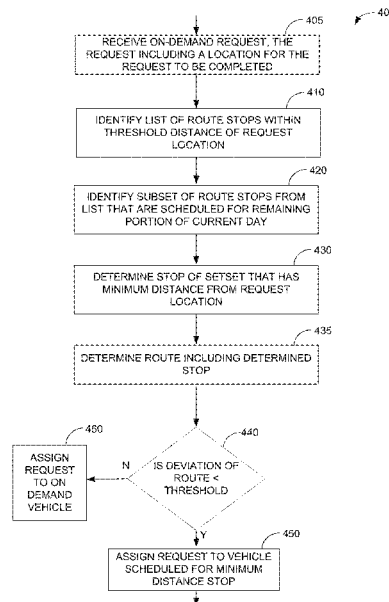 40
405
RECEIVE ON-DEMAND REQUEST, THE
REQUEST INCLUDING A LOCATION FOR THE
REQUEST TO BE COMPLETED
410
IDENTIFY LIST OF ROUTE STOPS WITHIN
THRESHOLD DISTANCE OF REQUEST
LOCATION
420
IDENTIFY SUBSET OF ROUTE STOPS FROM
LIST THAT ARE SCHEDULED FOR REMAINING
PORTION OF CURRENT DAY
430
DETERMINE STOP OF SETSET THAT HAS
MINIMUM DISTANCE FROM REQUEST
LOCATION
435
DETERMINE ROUTE INCLUDING DETERMINED
STOP
440
IS DEVIATION OF
ROUTE <
THRESHOLD
N
460
ASSIGN
REQUEST
TO ON
DEMAND
VEHICLE
Y
450
ASSIGN REQUEST TO VEHICLE
SCHEDULED FOR MINIMUM
DISTANCE STOP